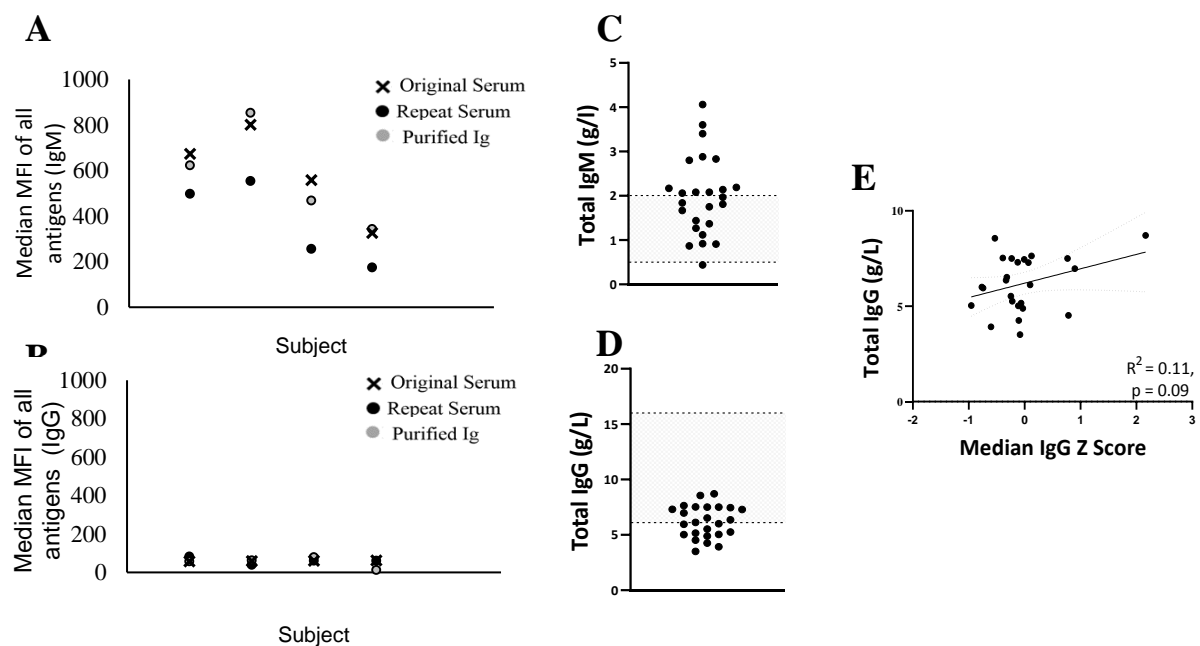 A
Median MFI of all
antigens (IgM)
1000
800
600
400
200
0
Original Serum
Repeat Serum
Purified Ig
Subject
B
Median MFI of all
antigens (IgG)
1000
800
600
400
200
0
Original Serum
Repeat Serum
Purified Ig
Subject
C
Total IgM (g/l)
5
4
3
2
1
0
D
Total IgG (g/L)
20
15
10
5
0
E
Total IgG (g/L)
10
5
0
R2 = 0.11,
p = 0.09
-2 -1 0 1 2 3
Median IgG Z Score